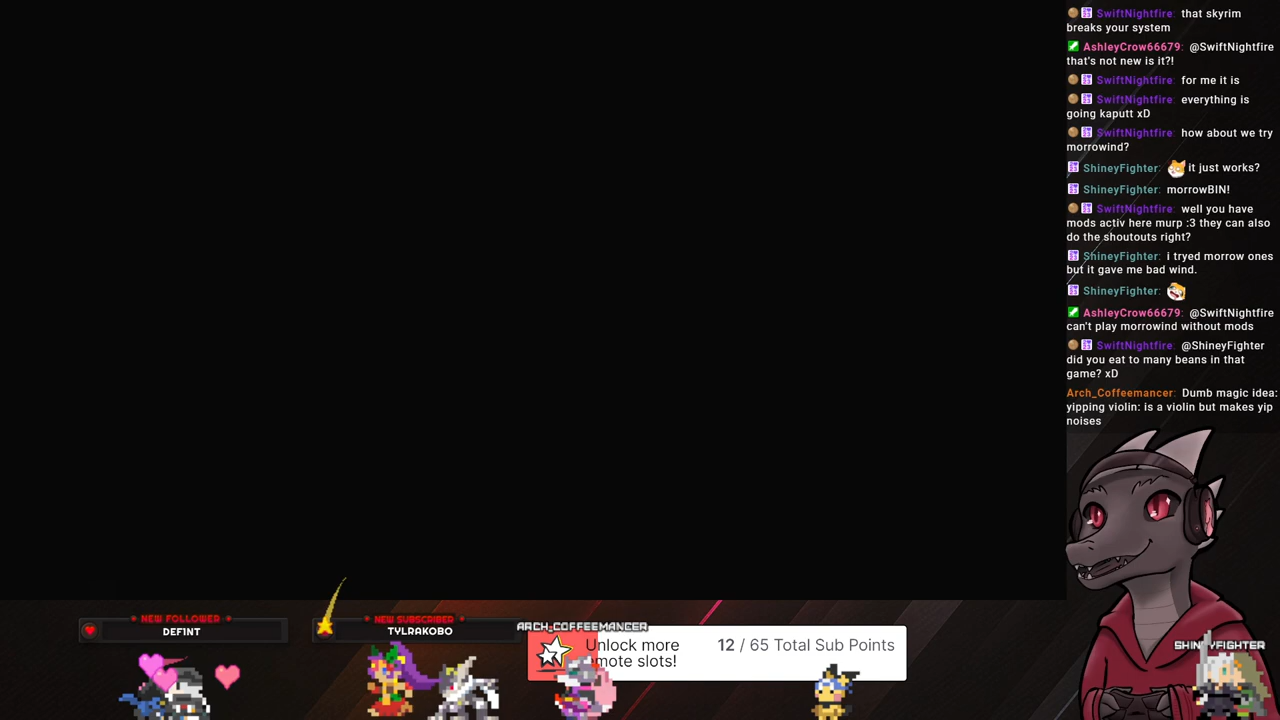 SwiftNightfire: that skyrim
breaks your system
AshleyCrow66679: @SwiftNightfire
that's not new is it?!
SwiftNightfire: for me it is
SwiftNightfire: everything is
going kaputt xD
SwiftNightfire: how about we try
morrowind?
ShineyFighter: it just works?
ShineyFighter: morrowBIN!
SwiftNightfire: well you have
mods activ here murp :3 they can also
do the shoutouts right?
ShineyFighter: i tryed morrow ones
but it gave me bad wind.
ShineyFighter:
AshleyCrow66679: @SwiftNightfire
can't play morrowind without mods
SwiftNightfire: @ShineyFighter
did you eat to many beans in that
game? xD
Arch_Coffeemancer: Dumb magic idea:
yipping violin: is a violin but makes yip
noises
NEW FOLLOWER
DEFINT
NEW SUBSCRIBER
TYLRAKOBO
ARCH_COFFEEMANCER
Unlock more
emote slots!
12 / 65 Total Sub Points
SHINEYFIGHTER